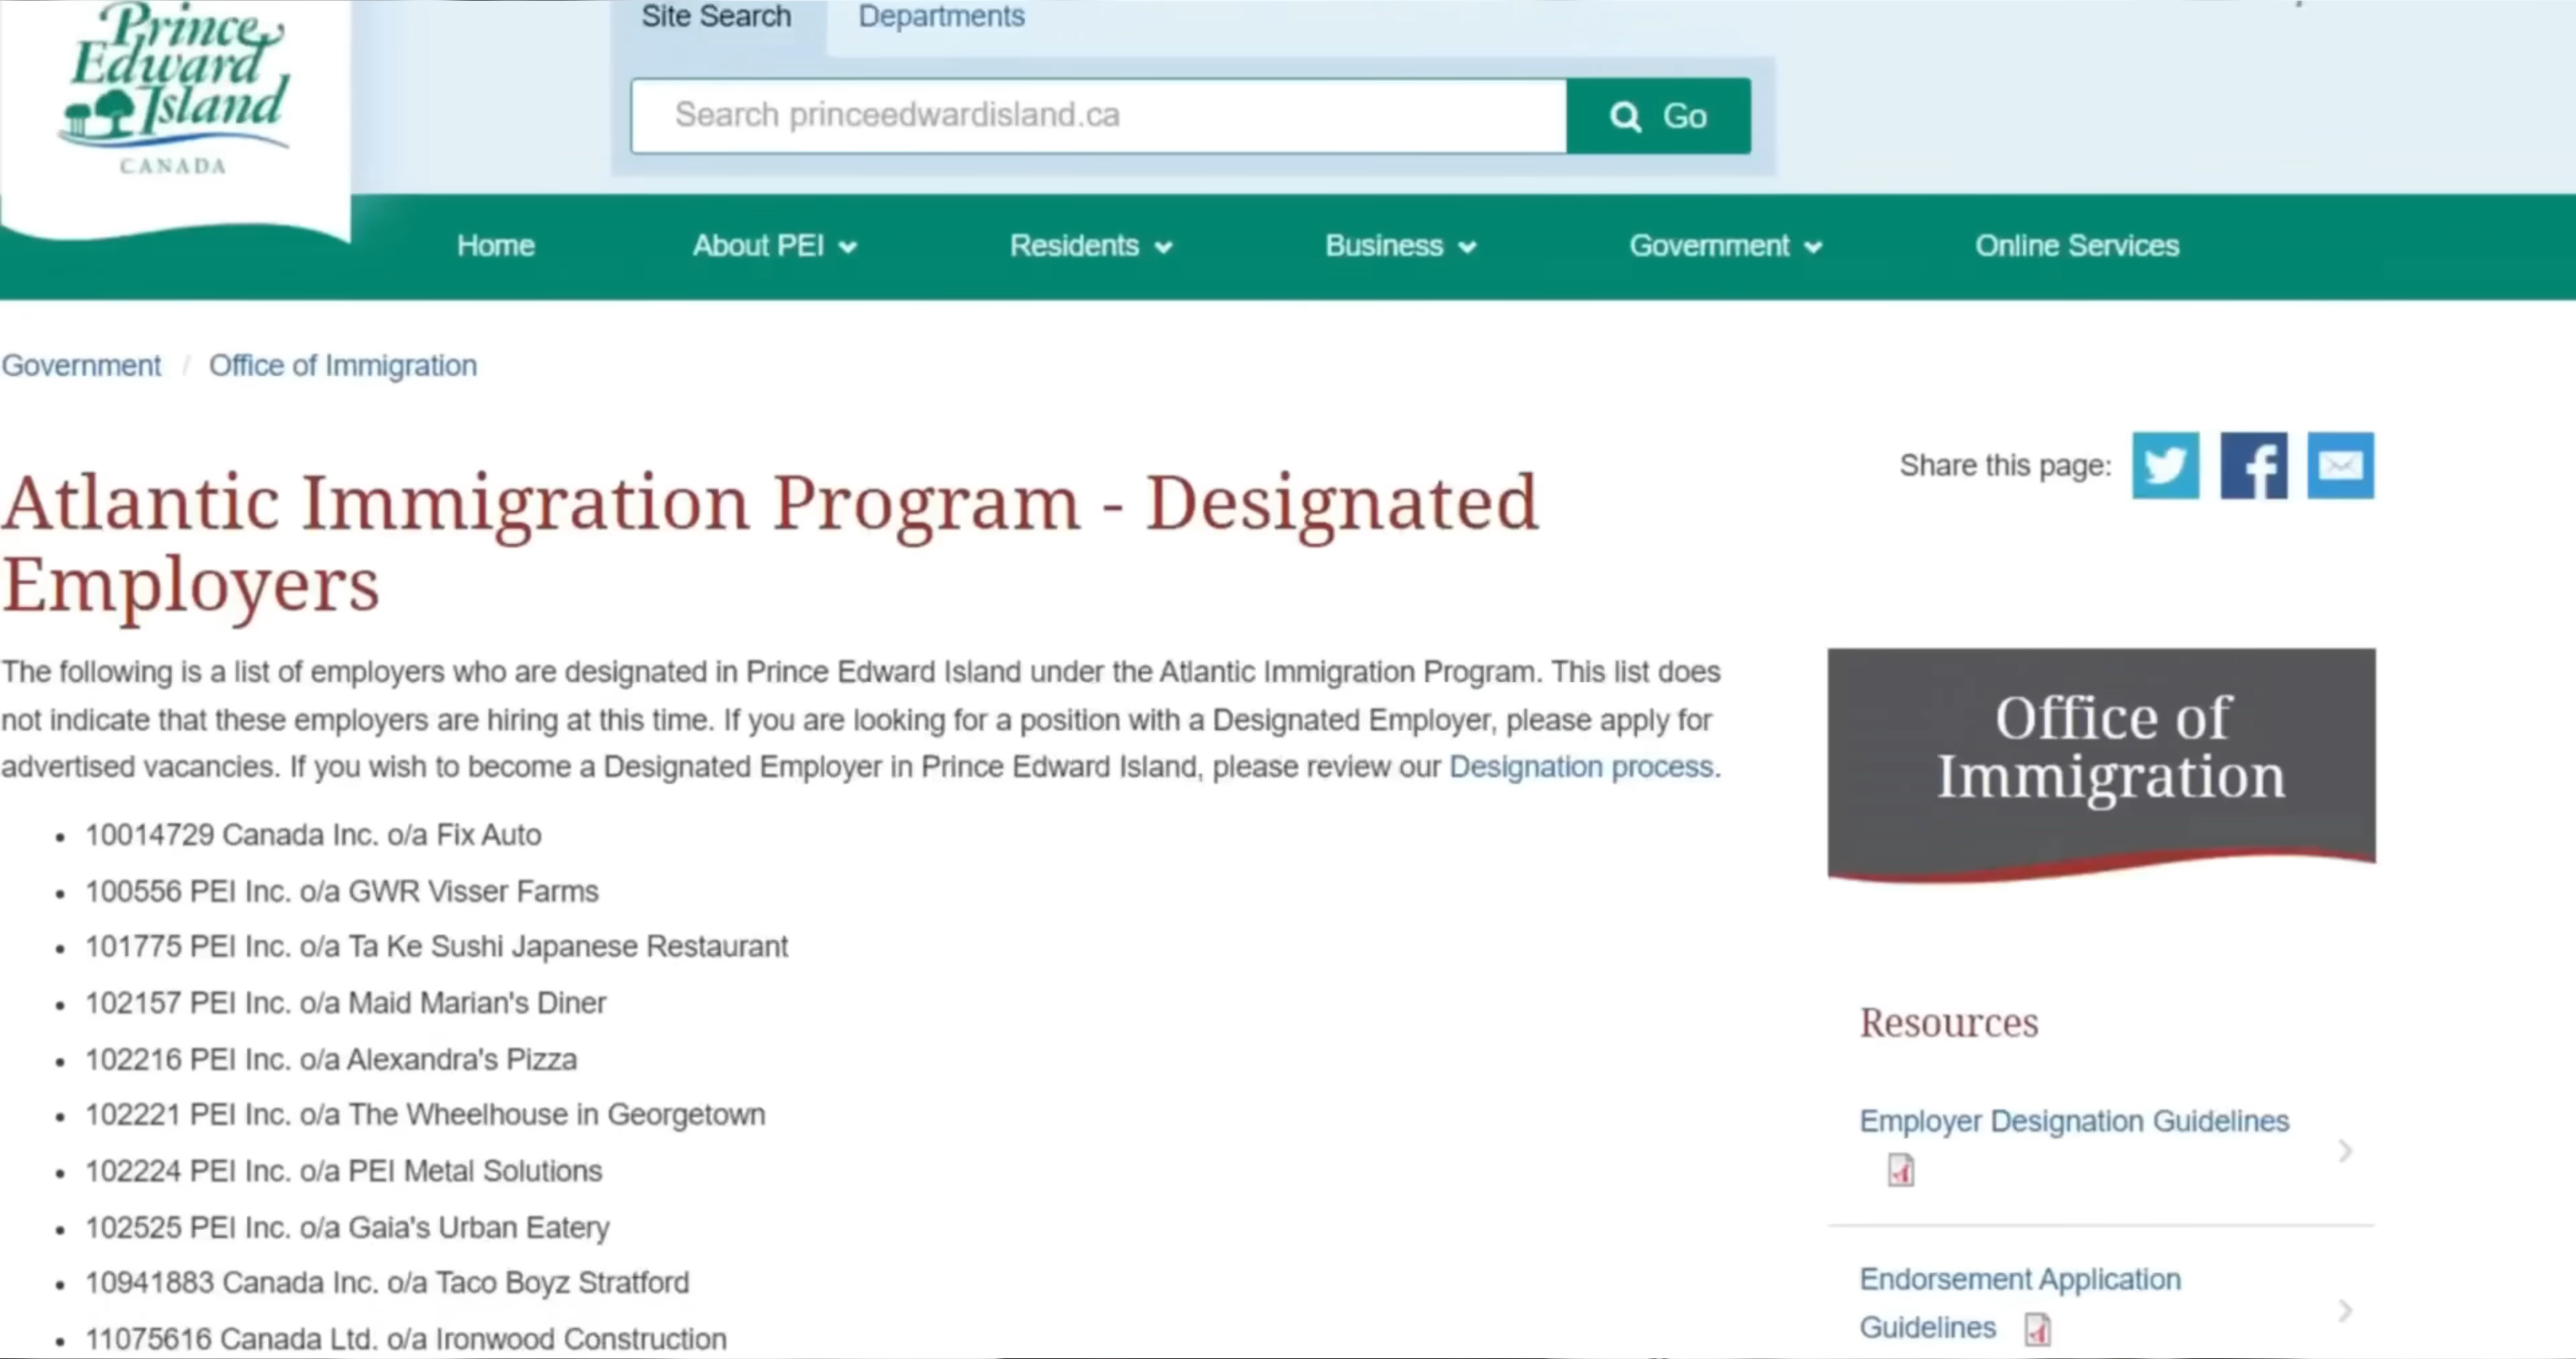 Prince
Edward
Island
CANADA
Site Search
Departments
Search princeedwardisland.ca
Go
Home
About PEI
Residents
Business
Government
Online Services
Government / Office of Immigration
Share this page:
Atlantic Immigration Program - Designated
Employers
The following is a list of employers who are designated in Prince Edward Island under the Atlantic Immigration Program. This list does
not indicate that these employers are hiring at this time. If you are looking for a position with a Designated Employer, please apply for
advertised vacancies. If you wish to become a Designated Employer in Prince Edward Island, please review our Designation process.
• 10014729 Canada Inc. o/a Fix Auto
• 100556 PEI Inc. o/a GWR Visser Farms
• 101775 PEI Inc. o/a Ta Ke Sushi Japanese Restaurant
• 102157 PEI Inc. o/a Maid Marian's Diner
• 102216 PEI Inc. o/a Alexandra's Pizza
• 102221 PEI Inc. o/a The Wheelhouse in Georgetown
• 102224 PEI Inc. o/a PEI Metal Solutions
• 102525 PEI Inc. o/a Gaia's Urban Eatery
• 10941883 Canada Inc. o/a Taco Boyz Stratford
• 11075616 Canada Ltd. o/a Ironwood Construction
Office of
Immigration
Resources
Employer Designation Guidelines
Endorsement Application
Guidelines